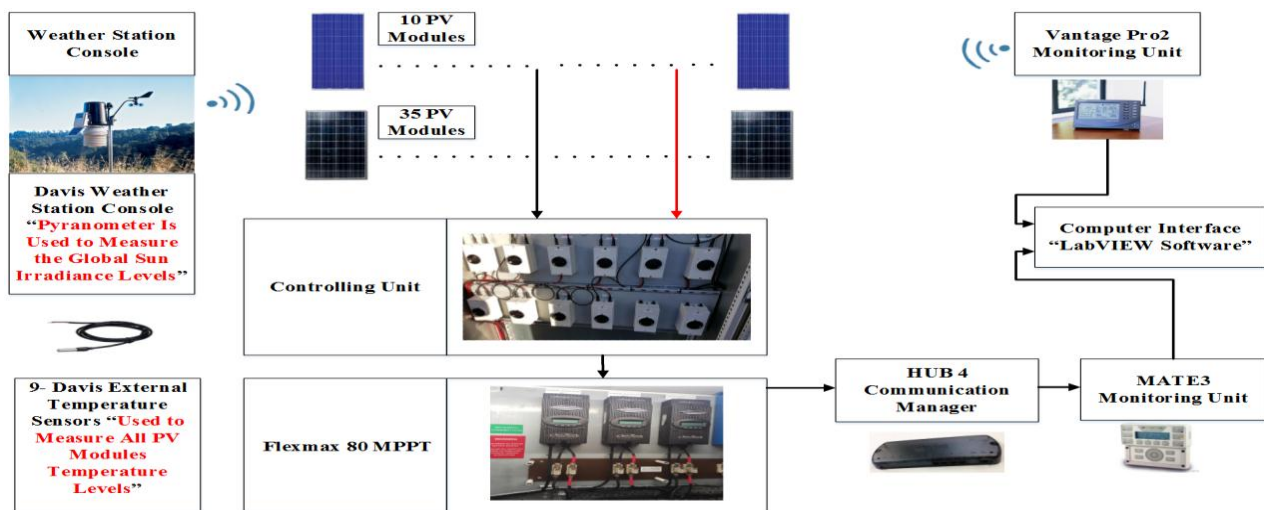 Weather Station
Console
Davis Weather
Station Console
“Pyranometer Is
Used to Measure
the Global Sun
Irradiance Levels”
9- Davis External
Temperature
Sensors “Used to
Measure All PV
Modules
Temperature
Levels”
10 PV
Modules
35 PV
Modules
Controlling Unit
Flexmax 80 MPPT
HUB 4
Communication
Manager
MATE3
Monitoring Unit
Vantage Pro2
Monitoring Unit
Computer Interface
“LabVIEW Software”